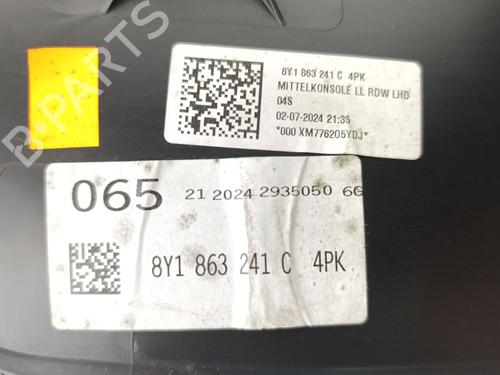 B-PARTS
8Y1 863 241 C 4PK
MITTELKONSOLE LL RDW LHD
04S
02-07-2024 21:35
*000 XM776205YDJ*
065 21 2024 2935050 6G
8Y1 863 241 C 4PK